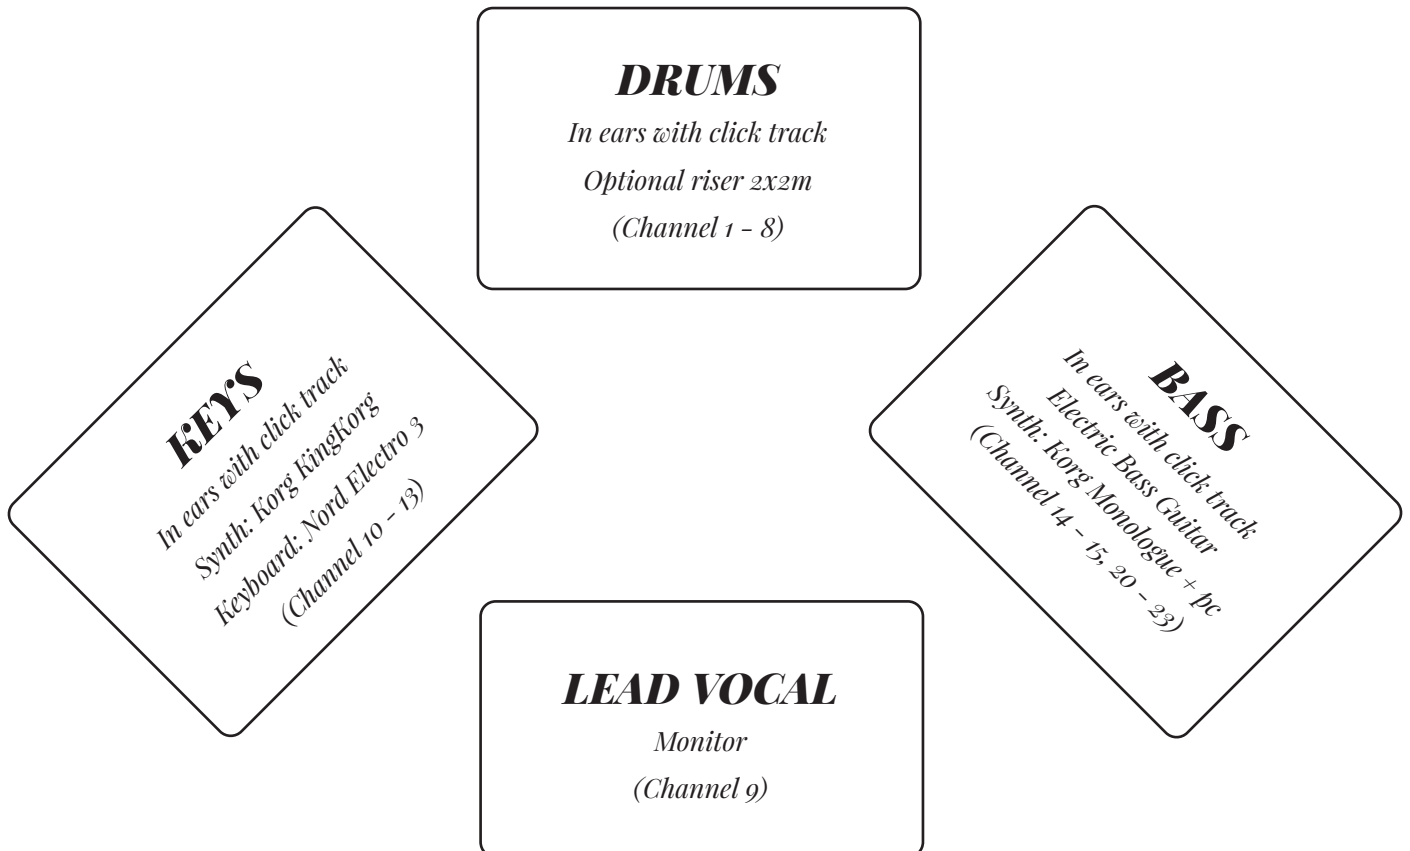 DRUMS
In ears with click track
Optional riser 2x2m
(Channel 1 - 8)
KEYS
In ears with click track
Synth: Korg KingKorg
Keyboard: Nord Electro 3
(Channel 10 - 13)
BASS
In ears with click track
Electric Bass Guitar
Synth: Korg Monologue + pc
(Channel 14 - 15, 20 - 23)
LEAD VOCAL
Monitor
(Channel 9)